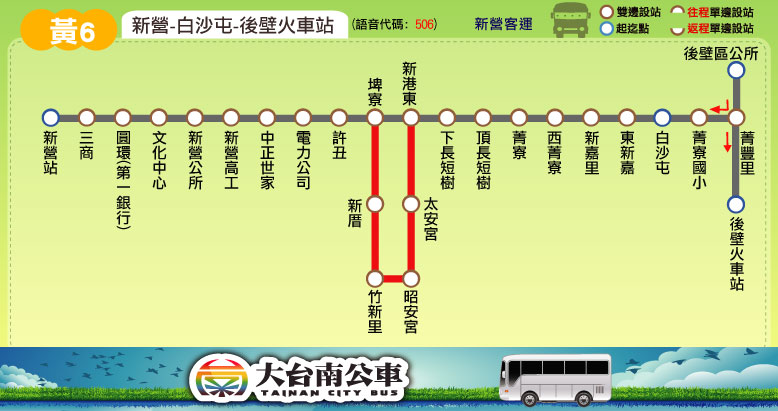 黃6
新營-白沙屯-後壁火車站
(語音代碼: 506)
新營客運
雙邊設站
往程單邊設站
起迄點
返程單邊設站
後壁區公所
新營站
三商
圓環(第一銀行)
文化中心
新營公所
新營高工
中正世家
電力公司
許丑
埤寮
新港東
下長短樹
頂長短樹
菁寮
西菁寮
新嘉里
東新嘉
白沙屯
菁寮國小
菁豐里
新厝
太安宮
竹新里
昭安宮
後壁火車站
大台南公車
TAINAN CITY BUS